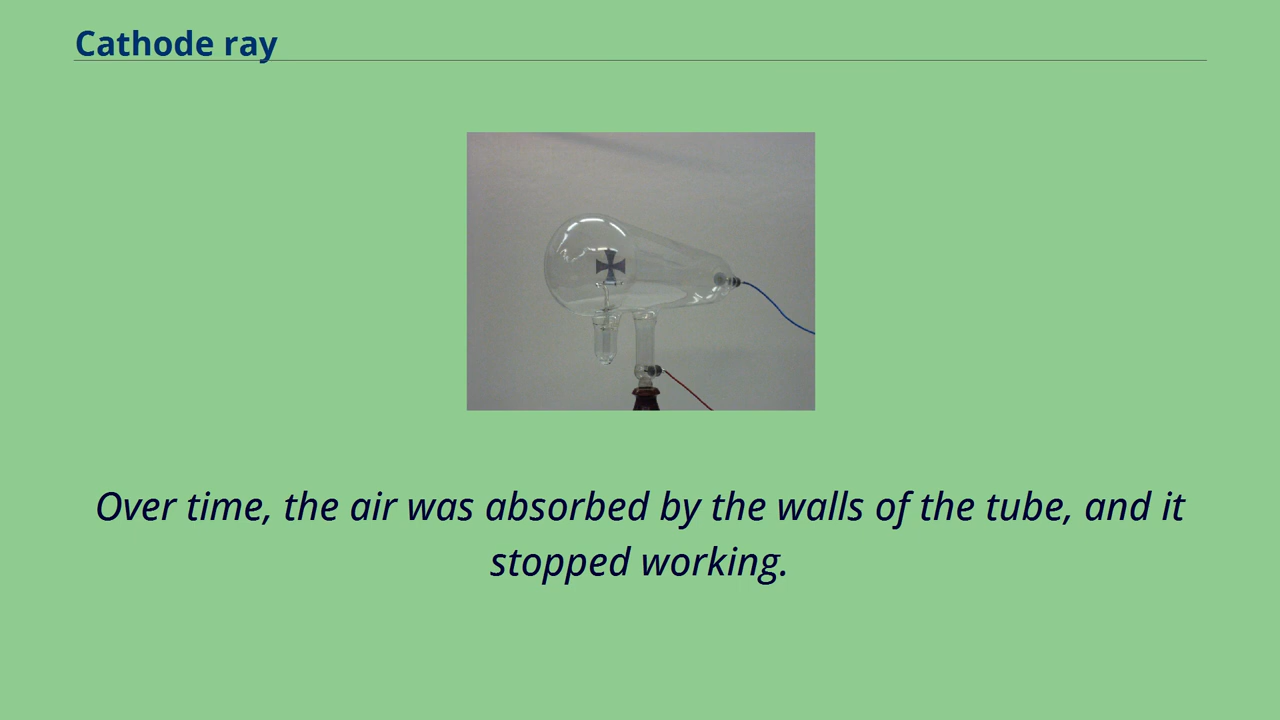 Cathode ray
Over time, the air was absorbed by the walls of the tube, and it
stopped working.